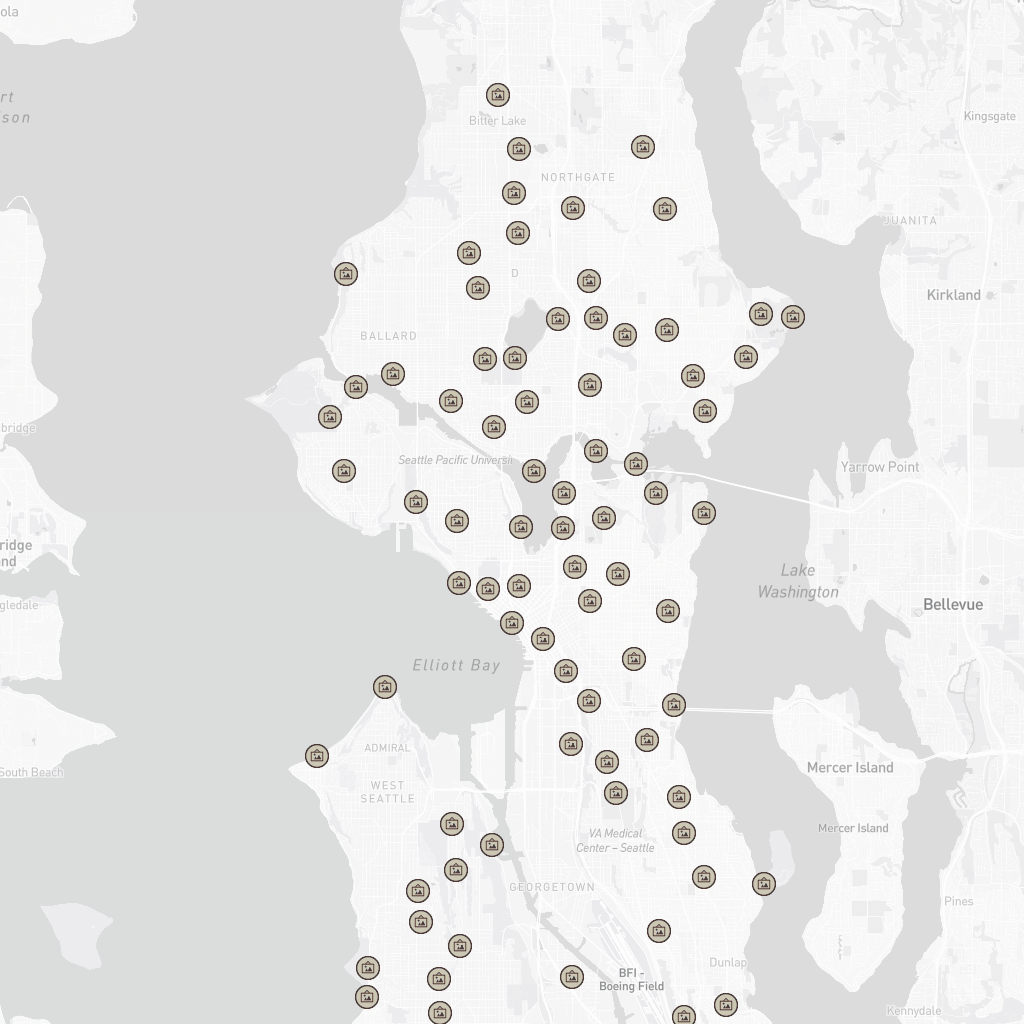 ola
rt
son
Bitter Lake
Kingsgate
NORTHGATE
JUANITA
D
Kirkland
BALLARD
bridge
Seattle Pacific Universit
Yarrow Point
ridge
nd
Lake
Washington
gledale
Bellevue
Elliott Bay
ADMIRAL
South Beach
Mercer Island
WEST
SEATTLE
VA Medical
Center – Seattle
Mercer Island
GEORGETOWN
Pines
Dunlap
BFI -
Boeing Field
Kennydale